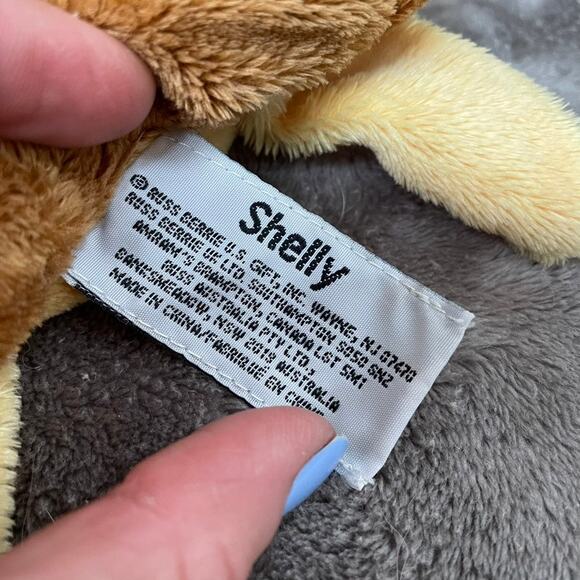 Shelly
© RUSS BERRIE U.S. GIFT, INC. WAYNE, NJ 07470
RUSS BERRIE UK LTD, SOUTHAMPTON SO50 5NZ
AMRAM'S BRAMPTON, CANADA L6T 5M1
RUSS AUSTRALIA PTY LTD,
BANKSMEADOW, NSW 2019 AUSTRALIA
MADE IN CHINA/FABRIQUÉ EN CHINE